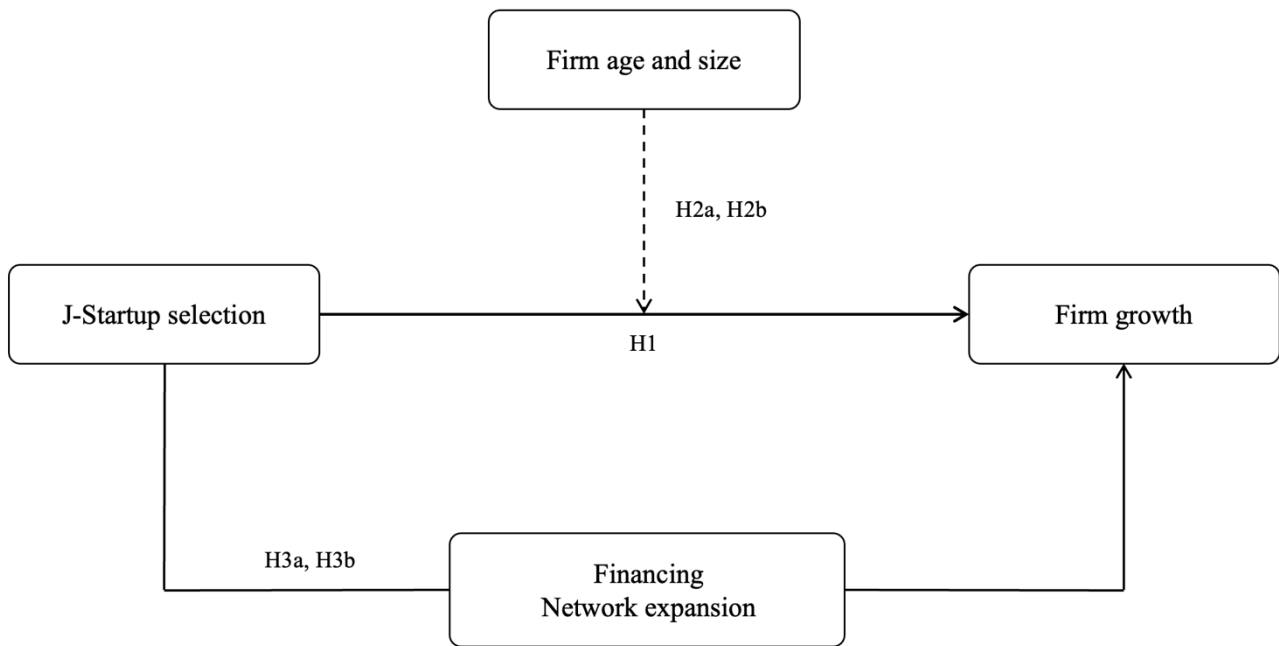 Firm age and size
H2a, H2b
J-Startup selection
Firm growth
H1
H3a, H3b
Financing
Network expansion